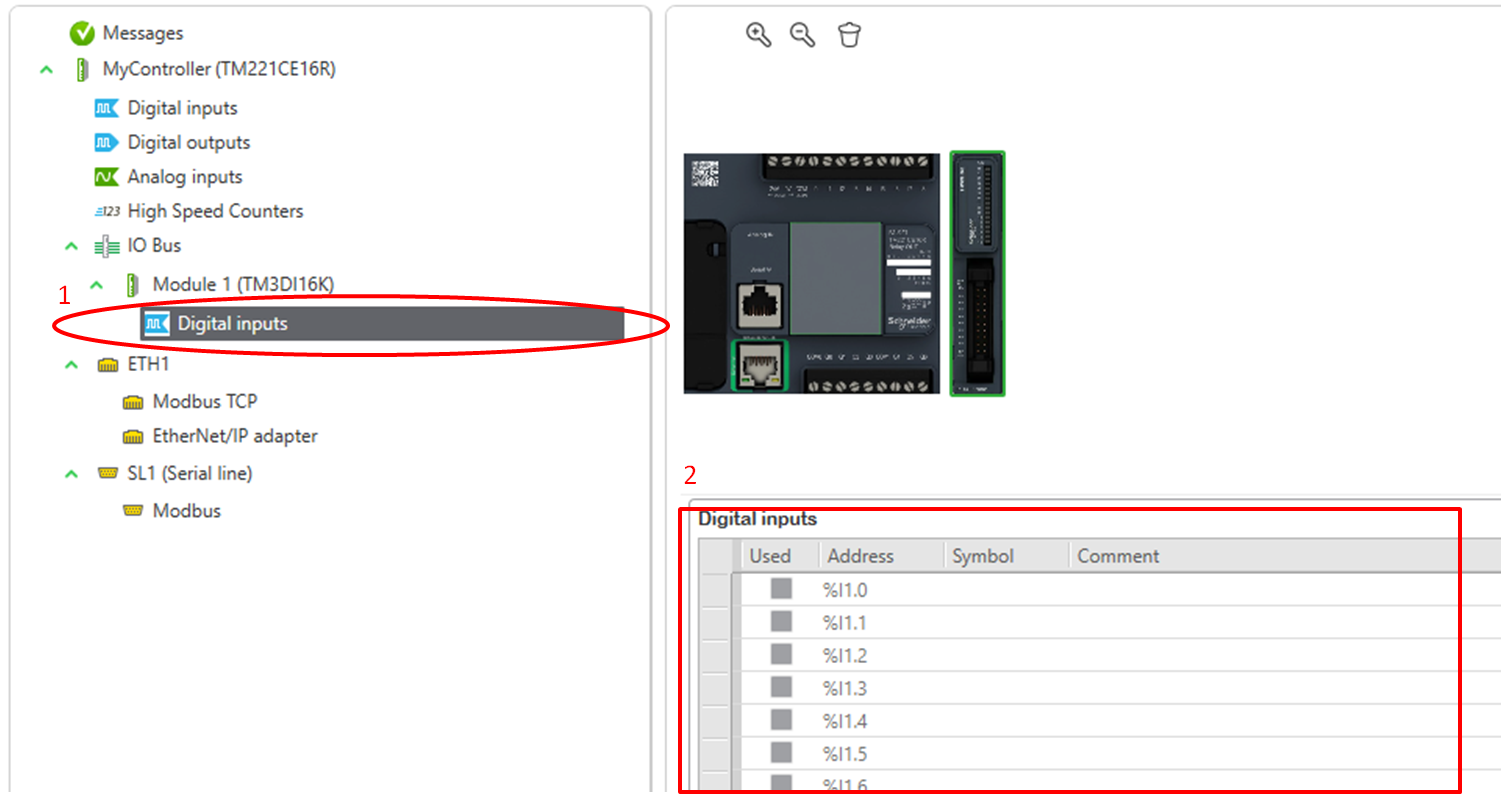 Messages
MyController (TM221CE16R)
Digital inputs
Digital outputs
Analog inputs
123 High Speed Counters
IO Bus
Module 1 (TM3DI16K)
1
Digital inputs
ETH1
Modbus TCP
EtherNet/IP adapter
SL1 (Serial line)
Modbus
Schneider
2
Digital inputs
Used Address Symbol Comment
%I1.0
%I1.1
%I1.2
%I1.3
%I1.4
%I1.5
%I1.6